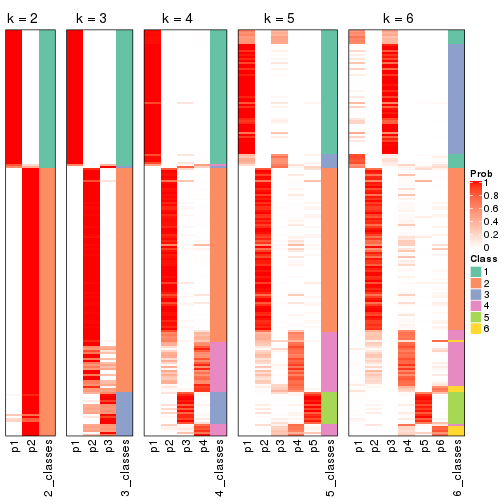 k = 2
k = 3
k = 4
k = 5
k = 6
p1
p2
2_classes
p1
p2
p3
3_classes
p1
p2
p3
p4
4_classes
p1
p2
p3
p4
p5
5_classes
p1
p2
p3
p4
p5
p6
6_classes
Prob
1
0.8
0.6
0.4
0.2
0
Class
1
2
3
4
5
6